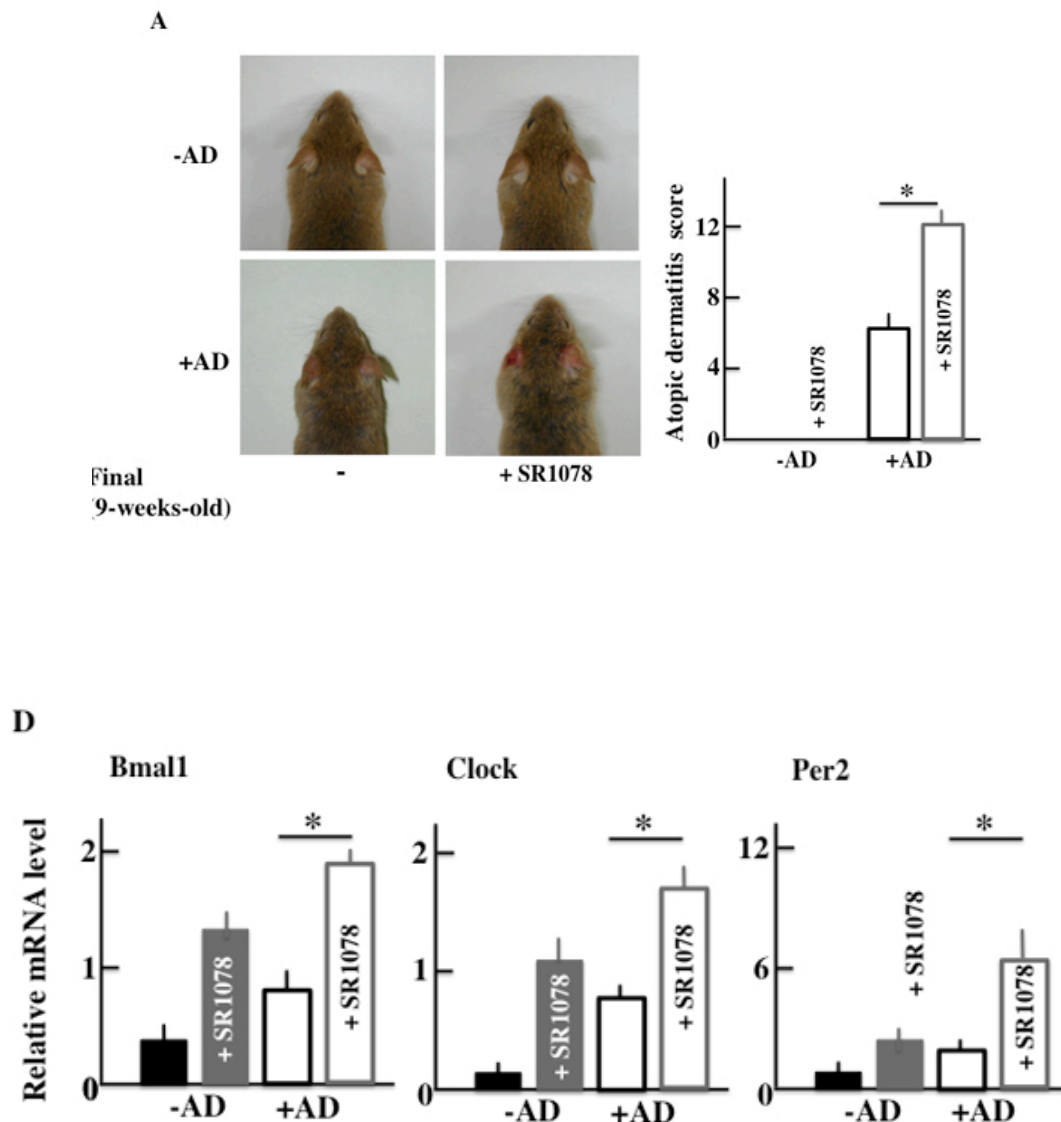 A
-AD
+AD
-
+ SR1078
Final
(9-weeks-old)
Atopic dermatitis score
12
8
4
0
*
+ SR1078
+ SR1078
-AD
+AD
D
Bmal1
Relative mRNA level
2
1
0
*
+ SR1078
+ SR1078
-AD
+AD
Clock
2
1
0
*
+ SR1078
+ SR1078
-AD
+AD
Per2
12
6
0
*
+ SR1078
+ SR1078
-AD
+AD